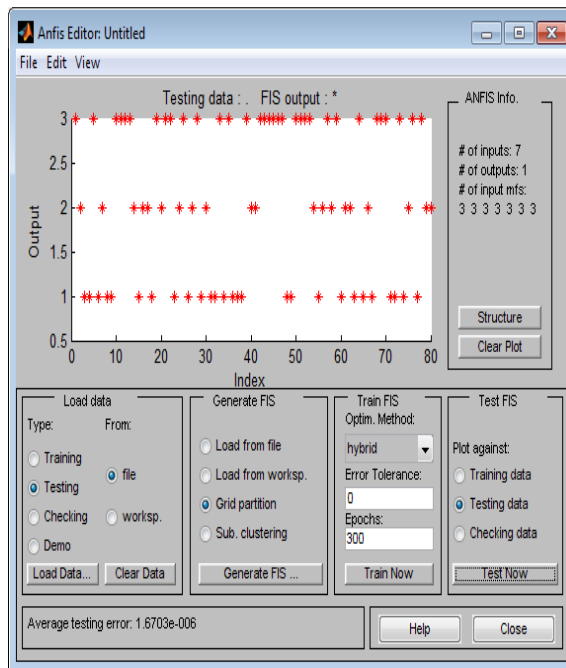 Anfis Editor: Untitled
File Edit View
Testing data : .   FIS output : *
3
2.5
2
1.5
1
0.5
Output
0 10 20 30 40 50 60 70 80
Index
ANFIS Info.
# of inputs: 7
# of outputs: 1
# of input mfs:
3 3 3 3 3 3 3
Structure
Clear Plot
Load data
Type: From:
Training
Testing
Checking
Demo
file
worksp.
Load Data... Clear Data
Generate FIS
Load from file
Load from worksp.
Grid partition
Sub. clustering
Generate FIS ...
Train FIS
Optim. Method:
hybrid
Error Tolerance:
0
Epochs:
300
Train Now
Test FIS
Plot against:
Training data
Testing data
Checking data
Test Now
Average testing error: 1.6703e-006
Help Close